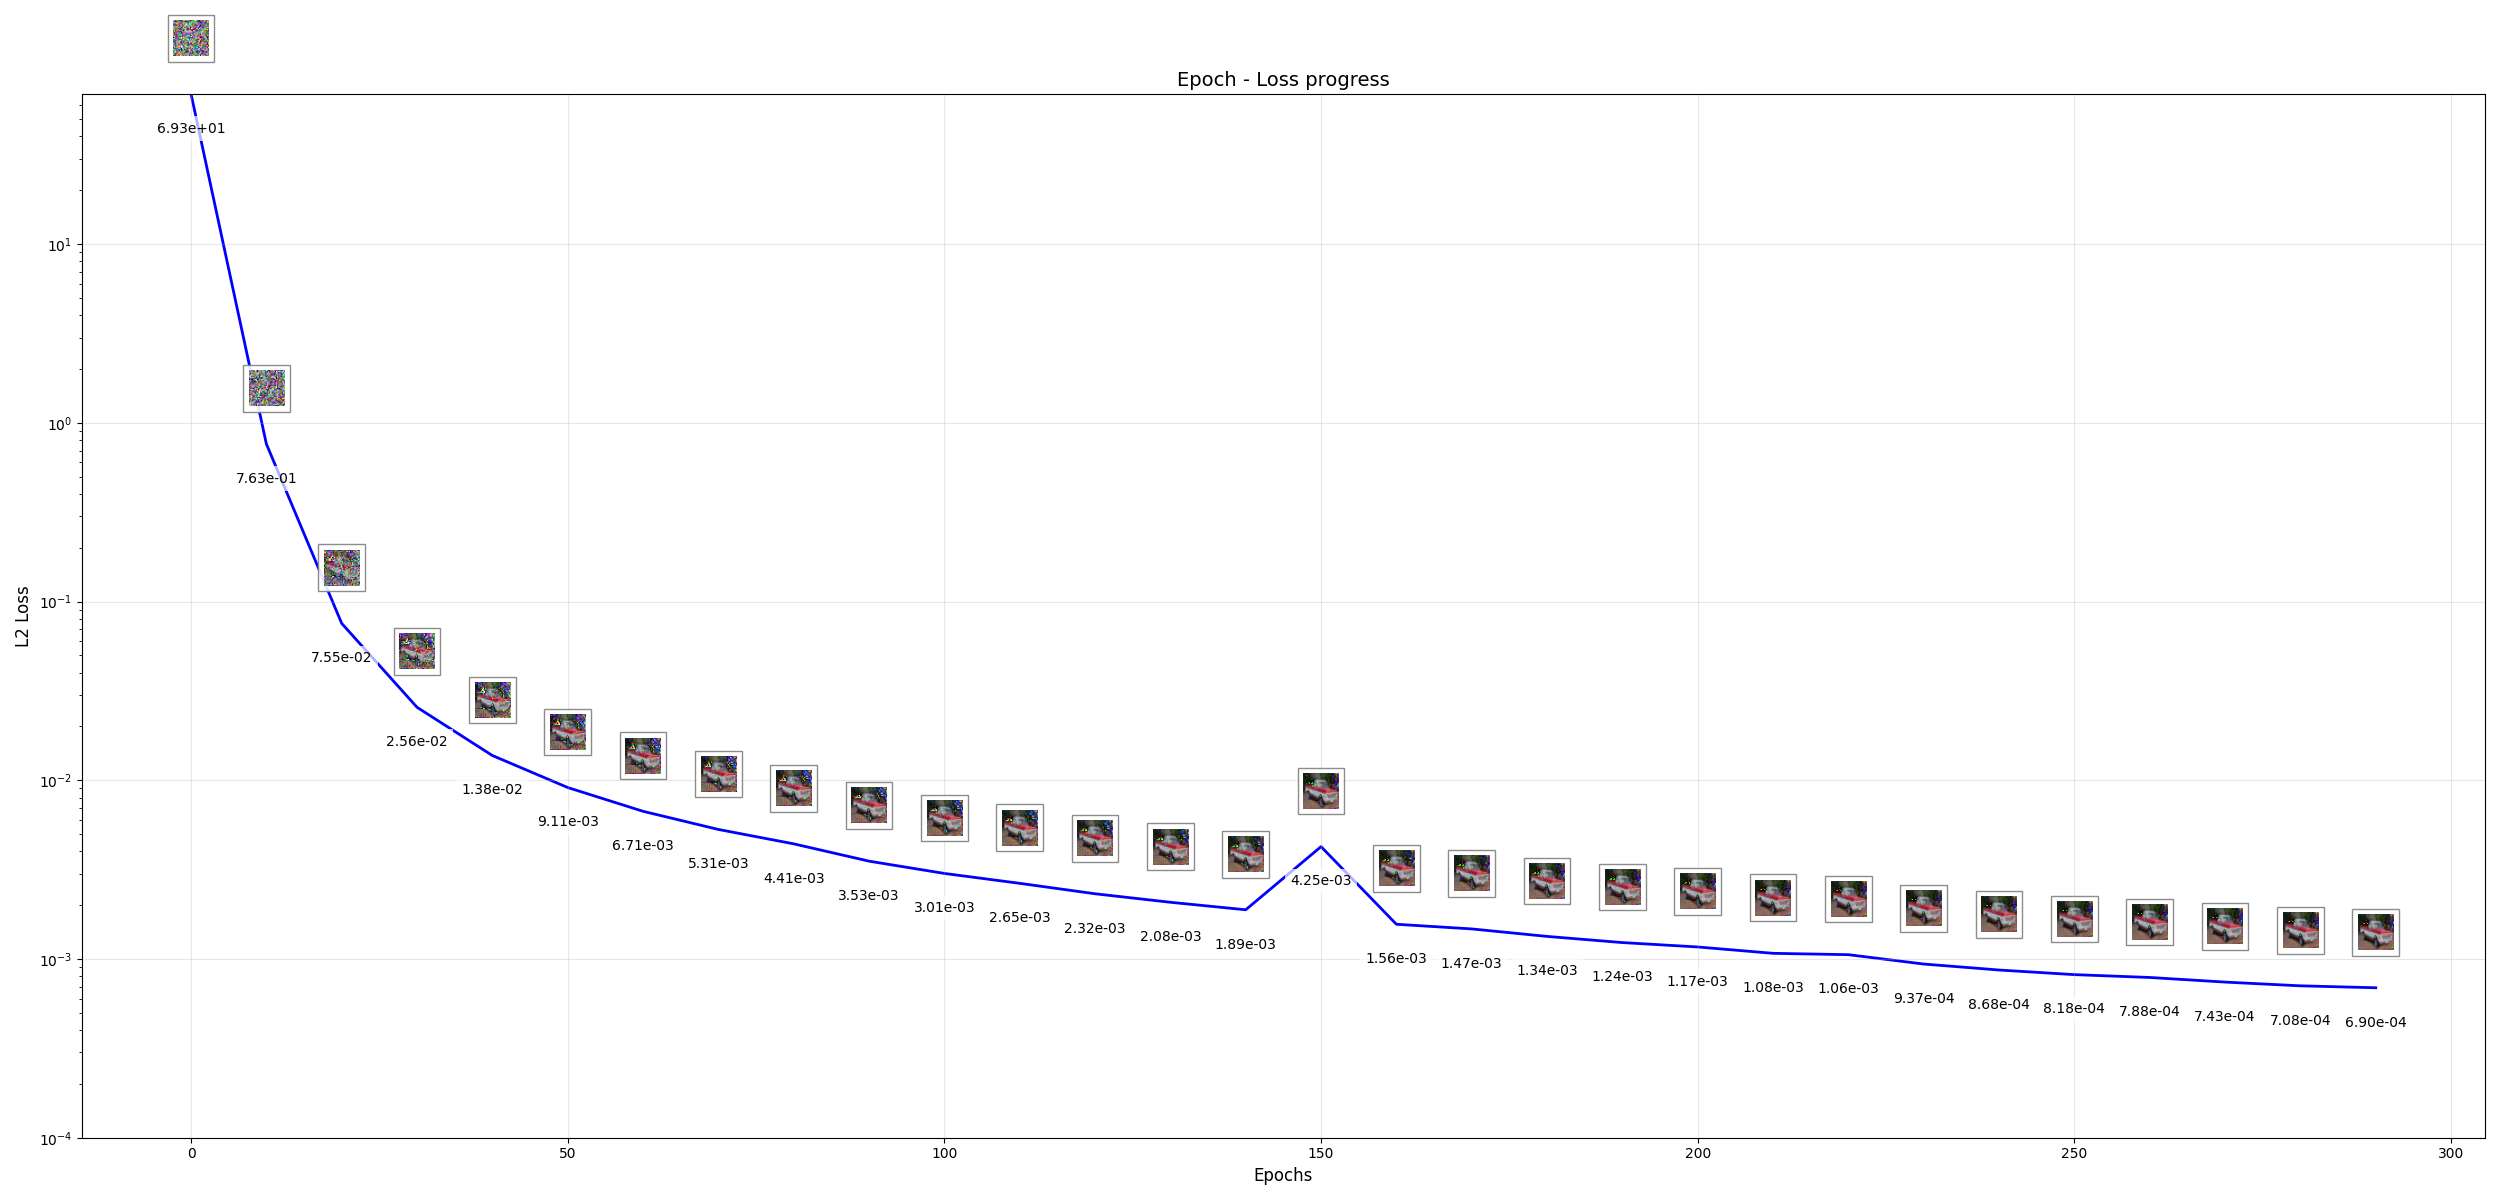 Epoch - Loss progress
6.93e+01
10¹
10⁰
7.63e-01
10⁻¹
L2 Loss
7.55e-02
2.56e-02
10⁻²
1.38e-02
9.11e-03
6.71e-03
5.31e-03
4.41e-03
3.53e-03
3.01e-03
2.65e-03
2.32e-03
2.08e-03
1.89e-03
4.25e-03
1.56e-03
1.47e-03
1.34e-03
1.24e-03
1.17e-03
1.08e-03
1.06e-03
9.37e-04
8.68e-04
8.18e-04
7.88e-04
7.43e-04
7.08e-04
6.90e-04
10⁻³
10⁻⁴
0 50 100 150 200 250 300
Epochs